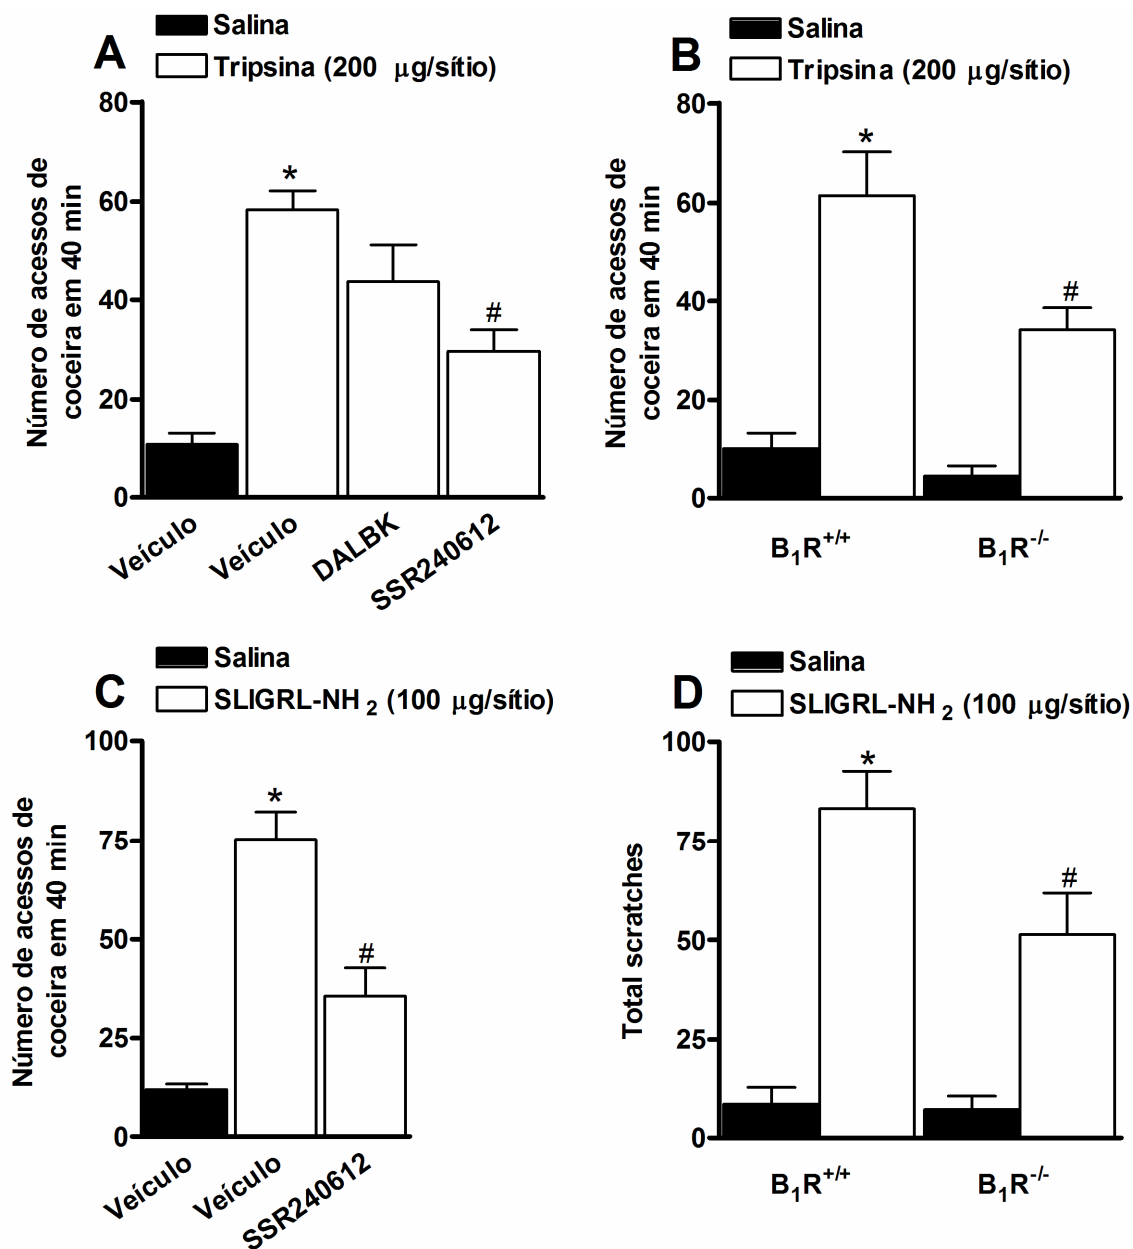 A
Salina
Tripsina (200 μg/sítio)
Número de acessos de
coceira em 40 min
80
60
40
20
0
*
#
Veículo
Veículo
DALBK
SSR240612
B
Salina
Tripsina (200 μg/sítio)
Número de acessos de
coceira em 40 min
80
60
40
20
0
*
#
B₁R⁺/⁺
B₁R⁻/⁻
C
Salina
SLIGRL-NH₂ (100 μg/sítio)
Número de acessos de
coceira em 40 min
100
75
50
25
0
*
#
Veículo
Veículo
SSR240612
D
Salina
SLIGRL-NH₂ (100 μg/sítio)
Total scratches
100
75
50
25
0
*
#
B₁R⁺/⁺
B₁R⁻/⁻